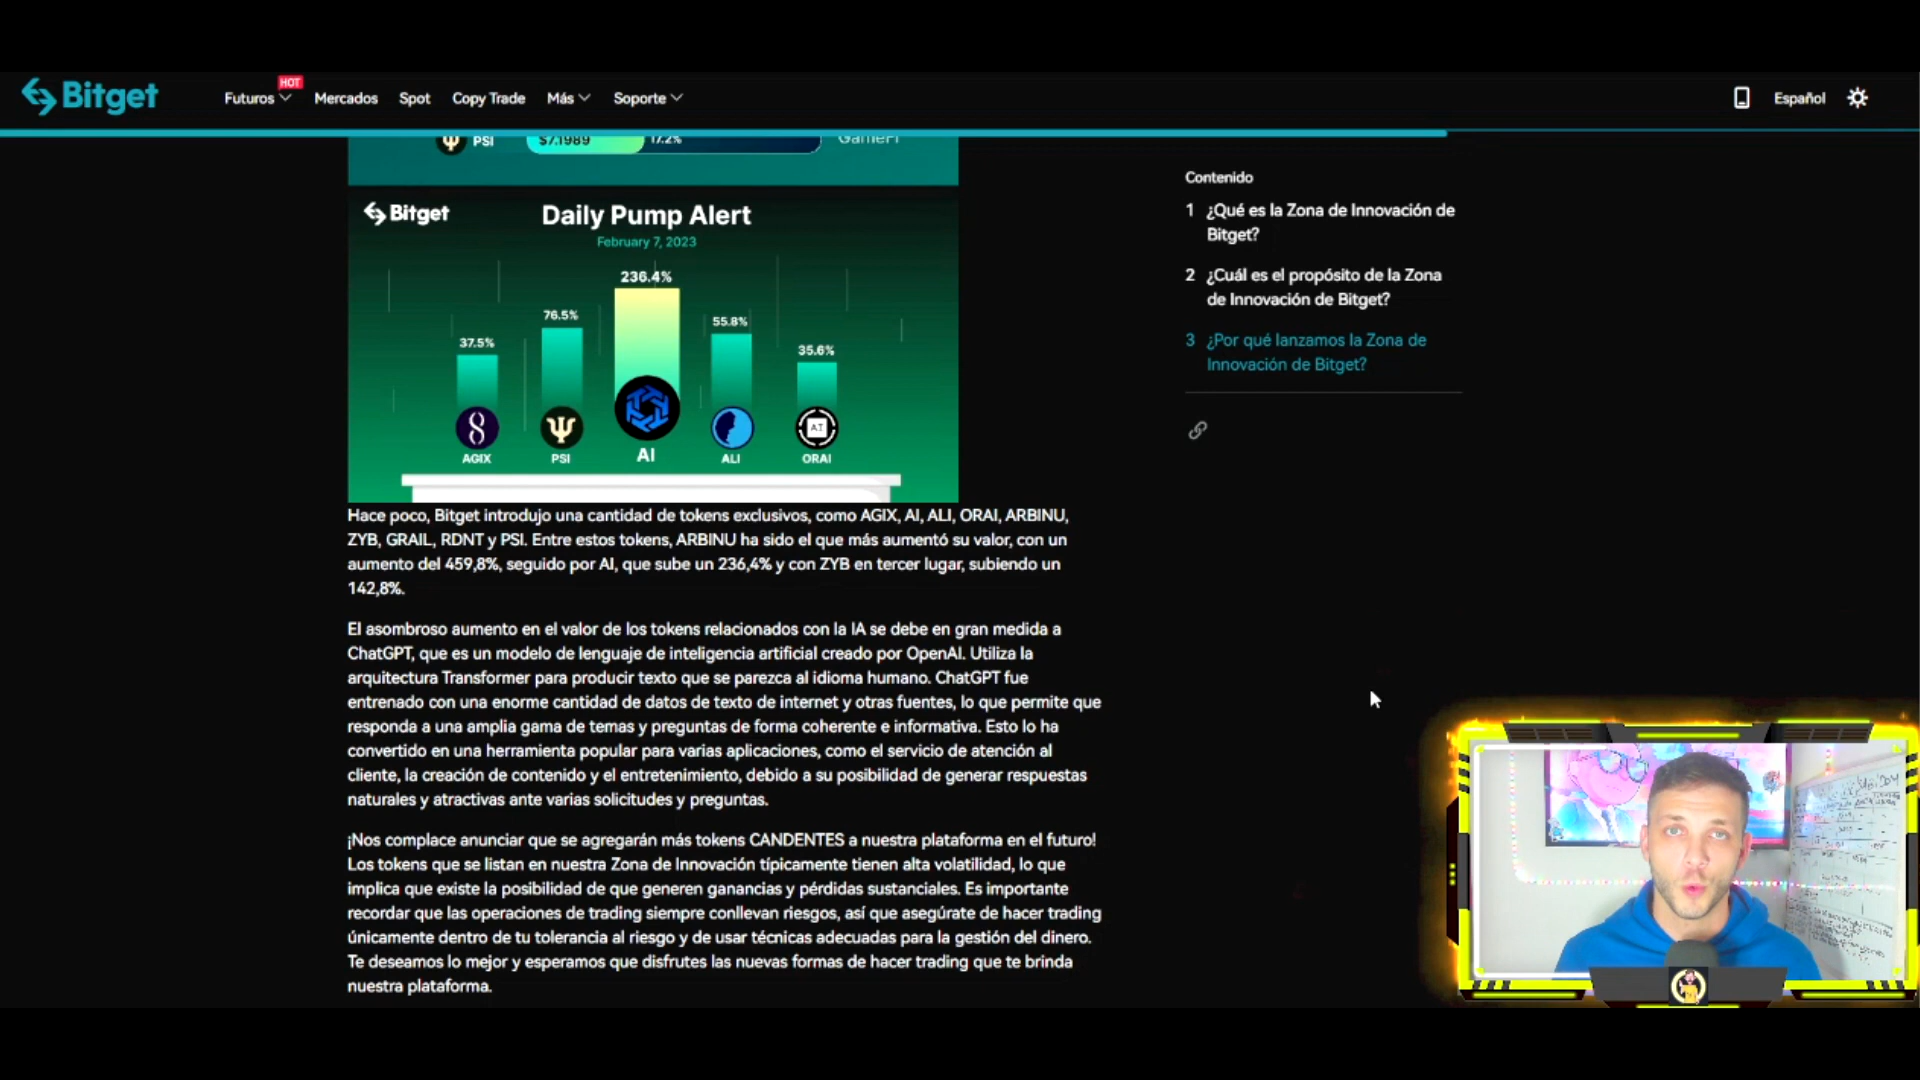 Bitget
HOT
Futuros
Mercados
Spot
Copy Trade
Más
Soporte
Español
PSI
$7.1989
17.2%
GameFi
Bitget
Daily Pump Alert
February 7, 2023
236.4%
76.5%
55.8%
37.5%
35.6%
AI
AGIX
PSI
AI
ALI
ORAI
Hace poco, Bitget introdujo una cantidad de tokens exclusivos, como AGIX, AI, ALI, ORAI, ARBINU,
ZYB, GRAIL, RDNT y PSI. Entre estos tokens, ARBINU ha sido el que más aumentó su valor, con un
aumento del 459,8%, seguido por AI, que sube un 236,4% y con ZYB en tercer lugar, subiendo un
142,8%.
El asombroso aumento en el valor de los tokens relacionados con la IA se debe en gran medida a
ChatGPT, que es un modelo de lenguaje de inteligencia artificial creado por OpenAI. Utiliza la
arquitectura Transformer para producir texto que se parezca al idioma humano. ChatGPT fue
entrenado con una enorme cantidad de datos de texto de internet y otras fuentes, lo que permite que
responda a una amplia gama de temas y preguntas de forma coherente e informativa. Esto lo ha
convertido en una herramienta popular para varias aplicaciones, como el servicio de atención al
cliente, la creación de contenido y el entretenimiento, debido a su posibilidad de generar respuestas
naturales y atractivas ante varias solicitudes y preguntas.
¡Nos complace anunciar que se agregarán más tokens CANDENTES a nuestra plataforma en el futuro!
Los tokens que se listan en nuestra Zona de Innovación típicamente tienen alta volatilidad, lo que
implica que existe la posibilidad de que generen ganancias y pérdidas sustanciales. Es importante
recordar que las operaciones de trading siempre conllevan riesgos, así que asegúrate de hacer trading
únicamente dentro de tu tolerancia al riesgo y de usar técnicas adecuadas para la gestión del dinero.
Te deseamos lo mejor y esperamos que disfrutes las nuevas formas de hacer trading que te brinda
nuestra plataforma.
Contenido
1 ¿Qué es la Zona de Innovación de
Bitget?
2 ¿Cuál es el propósito de la Zona
de Innovación de Bitget?
3 ¿Por qué lanzamos la Zona de
Innovación de Bitget?